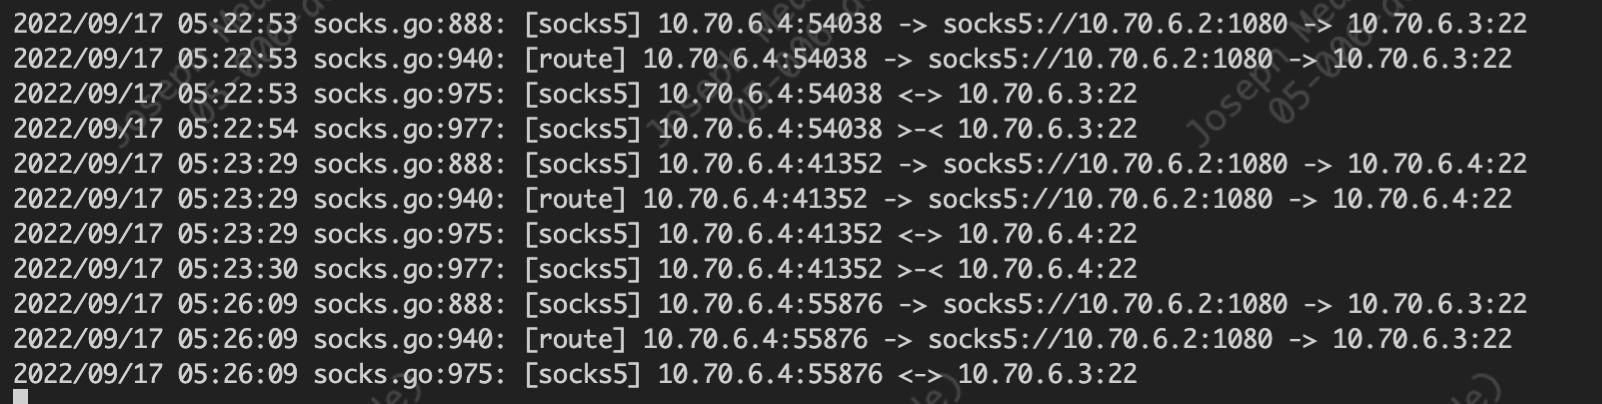 2022/09/17 05:22:53 socks.go:888: [socks5] 10.70.6.4:54038 -> socks5://10.70.6.2:1080 -> 10.70.6.3:22
2022/09/17 05:22:53 socks.go:940: [route] 10.70.6.4:54038 -> socks5://10.70.6.2:1080 -> 10.70.6.3:22
2022/09/17 05:22:53 socks.go:975: [socks5] 10.70.6.4:54038 <-> 10.70.6.3:22
2022/09/17 05:22:54 socks.go:977: [socks5] 10.70.6.4:54038 >-< 10.70.6.3:22
2022/09/17 05:23:29 socks.go:888: [socks5] 10.70.6.4:41352 -> socks5://10.70.6.2:1080 -> 10.70.6.4:22
2022/09/17 05:23:29 socks.go:940: [route] 10.70.6.4:41352 -> socks5://10.70.6.2:1080 -> 10.70.6.4:22
2022/09/17 05:23:29 socks.go:975: [socks5] 10.70.6.4:41352 <-> 10.70.6.4:22
2022/09/17 05:23:30 socks.go:977: [socks5] 10.70.6.4:41352 >-< 10.70.6.4:22
2022/09/17 05:26:09 socks.go:888: [socks5] 10.70.6.4:55876 -> socks5://10.70.6.2:1080 -> 10.70.6.3:22
2022/09/17 05:26:09 socks.go:940: [route] 10.70.6.4:55876 -> socks5://10.70.6.2:1080 -> 10.70.6.3:22
2022/09/17 05:26:09 socks.go:975: [socks5] 10.70.6.4:55876 <-> 10.70.6.3:22
Joseph
Joseph
Joseph